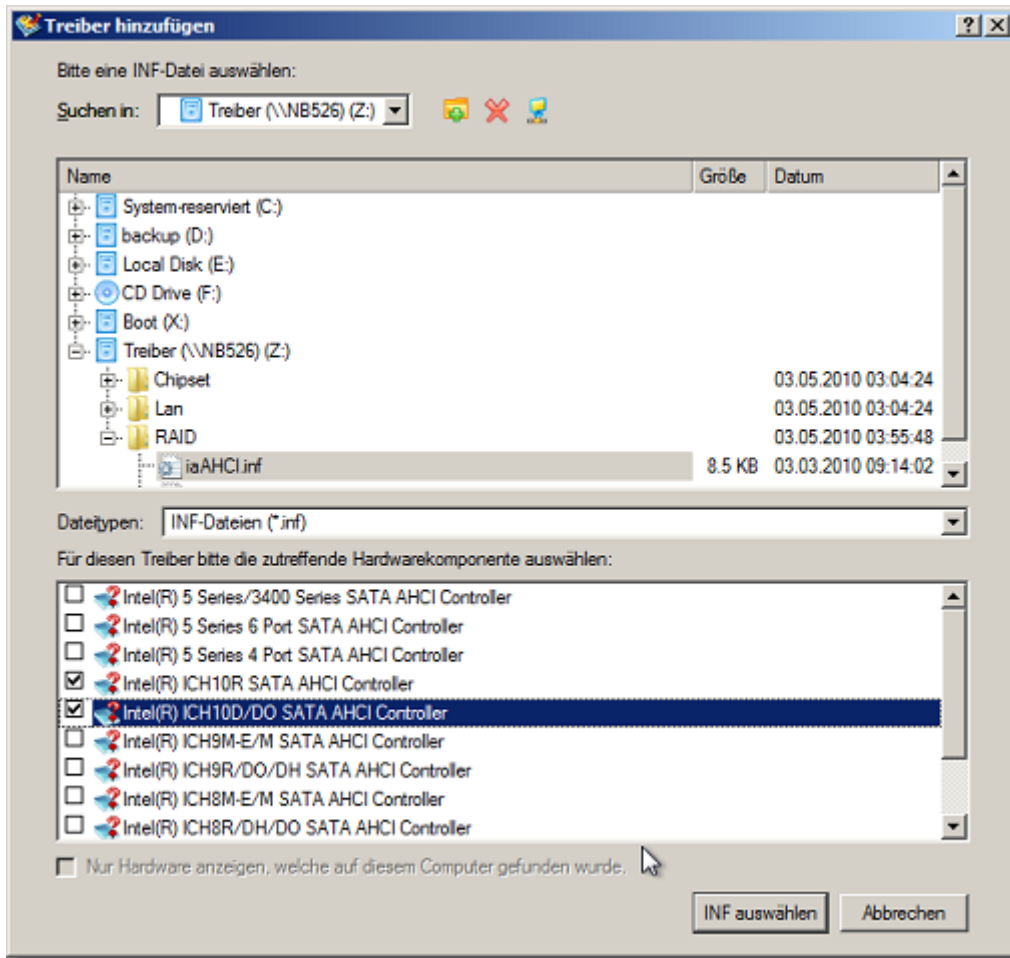 Treiber hinzufügen
Bitte eine INF-Datei auswählen:
Suchen in: Treiber (\\NB526) (Z:)
Name Größe Datum
System-reserviert (C:)
backup (D:)
Local Disk (E:)
CD Drive (F:)
Boot (X:)
Treiber (\\NB526) (Z:)
Chipset 03.05.2010 03:04:24
Lan 03.05.2010 03:04:24
RAID 03.05.2010 03:55:48
iaAHCI.inf 8.5 KB 03.03.2010 09:14:02
Dateitypen: INF-Dateien (*.inf)
Für diesen Treiber bitte die zutreffende Hardwarekomponente auswählen:
Intel(R) 5 Series/3400 Series SATA AHCI Controller
Intel(R) 5 Series 6 Port SATA AHCI Controller
Intel(R) 5 Series 4 Port SATA AHCI Controller
Intel(R) ICH10R SATA AHCI Controller
Intel(R) ICH10D/DO SATA AHCI Controller
Intel(R) ICH9M-E/M SATA AHCI Controller
Intel(R) ICH9R/DO/DH SATA AHCI Controller
Intel(R) ICH8M-E/M SATA AHCI Controller
Intel(R) ICH8R/DH/DO SATA AHCI Controller
Nur Hardware anzeigen, welche auf diesem Computer gefunden wurde.
INF auswählen Abbrechen